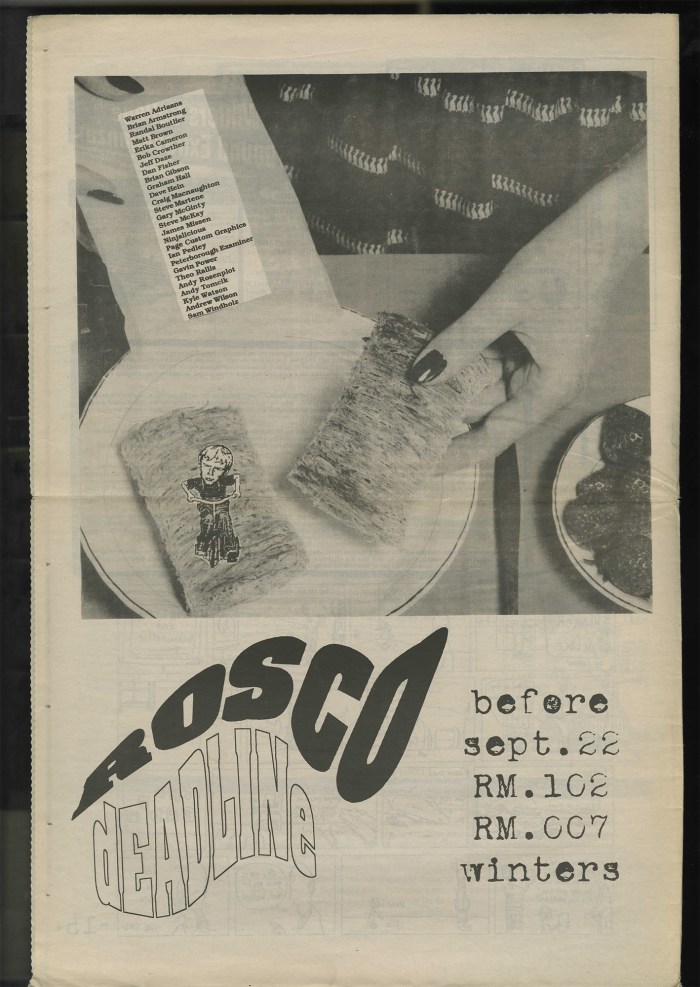 Warren Adriaans
Brian Armstrong
Randal Boutlier
Matt Brown
Erika Cameron
Bob Crowther
Jeff Daze
Dan Fisher
Brian Gibson
Graham Hall
Dave Hein
Craig Macnaughton
Steve Martene
Gary McGinty
Steve McKay
James Missen
Ninjalicious
Page Custom Graphics
Ian Pedley
Peterborough Examiner
Gavin Power
Theo Rallis
Andy Rosenplot
Andy Tomcik
Kyle Watson
Andrew Wilson
Sam Windholz
ROSCO
dEADLINe
before
sept.22
RM.102
RM.007
winters